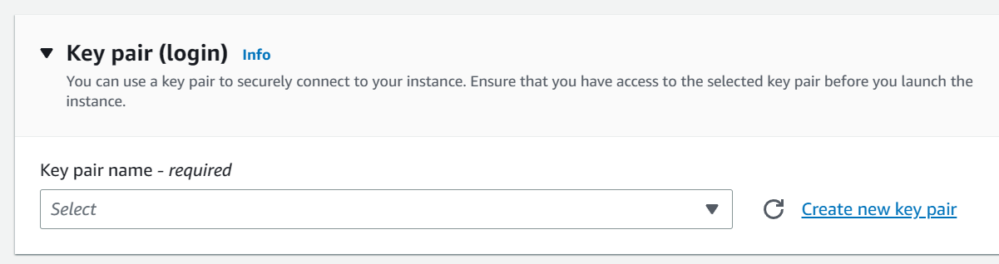 Key pair (login) Info
You can use a key pair to securely connect to your instance. Ensure that you have access to the selected key pair before you launch the
instance.
Key pair name - required
Select
Create new key pair